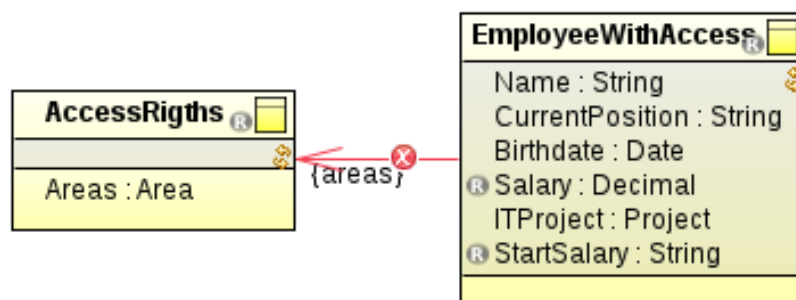 EmployeeWithAccess R
Name : String
CurrentPosition : String
Birthdate : Date
R Salary : Decimal
ITProject : Project
R StartSalary : String
AccessRigths R
Areas : Area
{areas}